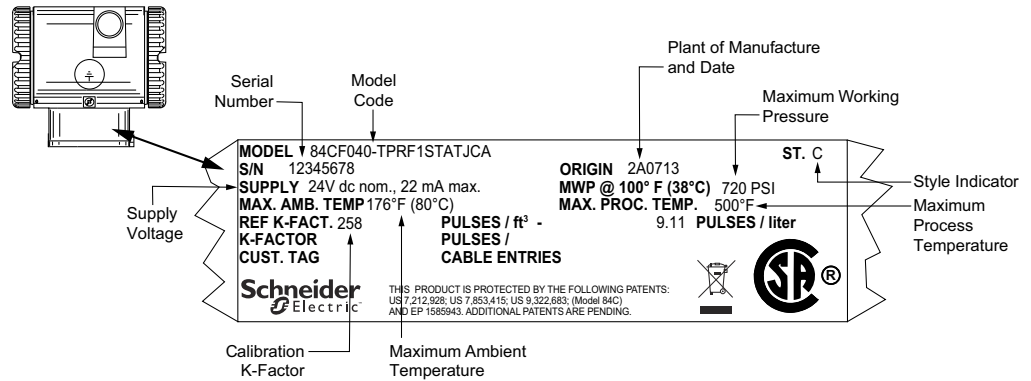 Plant of Manufacture
and Date
Serial
Number
Model
Code
Maximum Working
Pressure
MODEL 84CF040-TPRF1STATJCA
S/N 12345678
SUPPLY 24V dc nom., 22 mA max.
MAX. AMB. TEMP 176°F (80°C)
REF K-FACT. 258 PULSES / ft³ - 9.11 PULSES / liter
K-FACTOR PULSES /
CUST. TAG CABLE ENTRIES
ORIGIN 2A0713
MWP @ 100° F (38°C) 720 PSI
MAX. PROC. TEMP. 500°F
ST. C
Style Indicator
Maximum
Process
Temperature
Supply
Voltage
Schneider
Electric
THIS PRODUCT IS PROTECTED BY THE FOLLOWING PATENTS:
US 7,212,928; US 7,853,415; US 9,322,683; (Model 84C)
AND EP 1585943. ADDITIONAL PATENTS ARE PENDING.
SA ®
Calibration
K-Factor
Maximum Ambient
Temperature